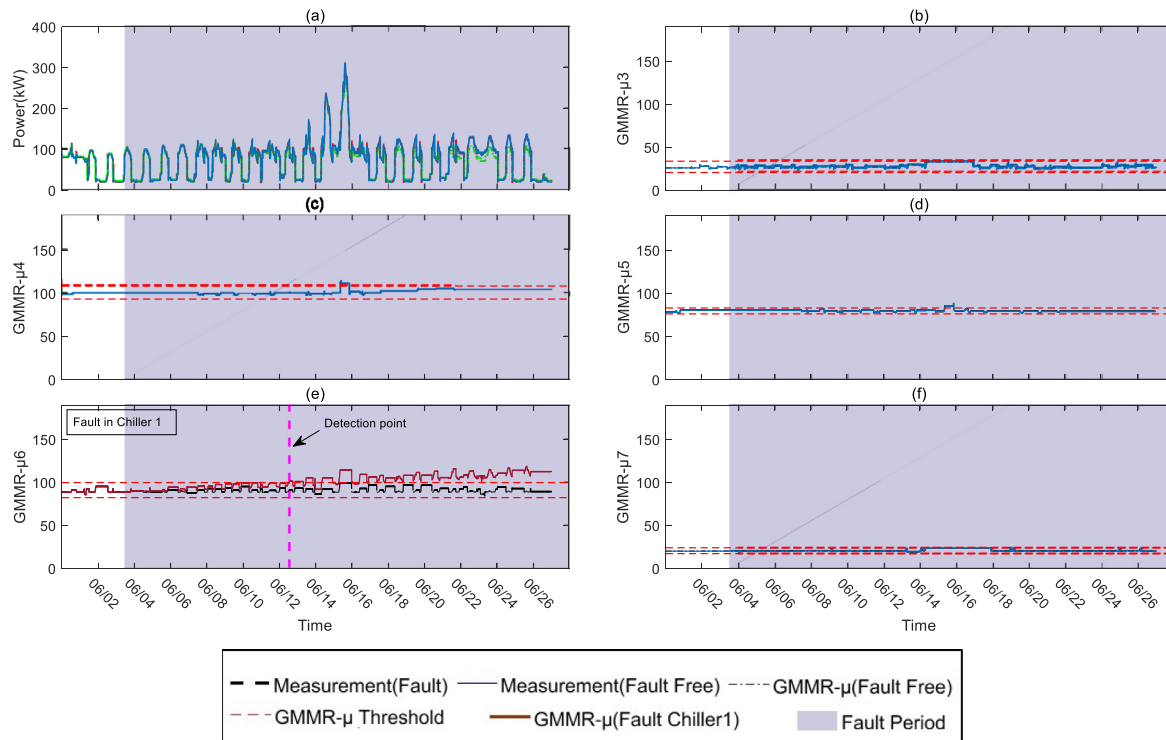 (a)
Power(kW)
400
300
200
100
0
(b)
GMMR-μ3
150
100
50
0
(c)
GMMR-μ4
150
100
50
0
(d)
GMMR-μ5
150
100
50
0
(e)
Fault in Chiller 1
Detection point
GMMR-μ6
150
100
50
0
06/02 06/04 06/06 06/08 06/10 06/12 06/14 06/16 06/18 06/20 06/22 06/24 06/26
Time
(f)
GMMR-μ7
150
100
50
0
06/02 06/04 06/06 06/08 06/10 06/12 06/14 06/16 06/18 06/20 06/22 06/24 06/26
Time
Measurement(Fault) Measurement(Fault Free) GMMR-μ(Fault Free)
GMMR-μ Threshold GMMR-μ(Fault Chiller1) Fault Period